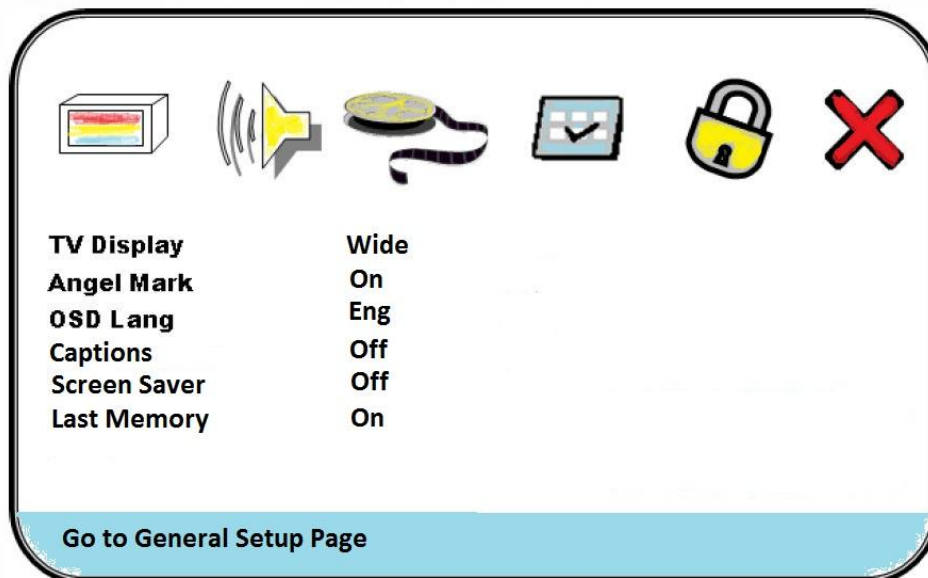 TV Display Wide
Angel Mark On
OSD Lang Eng
Captions Off
Screen Saver Off
Last Memory On
Go to General Setup Page